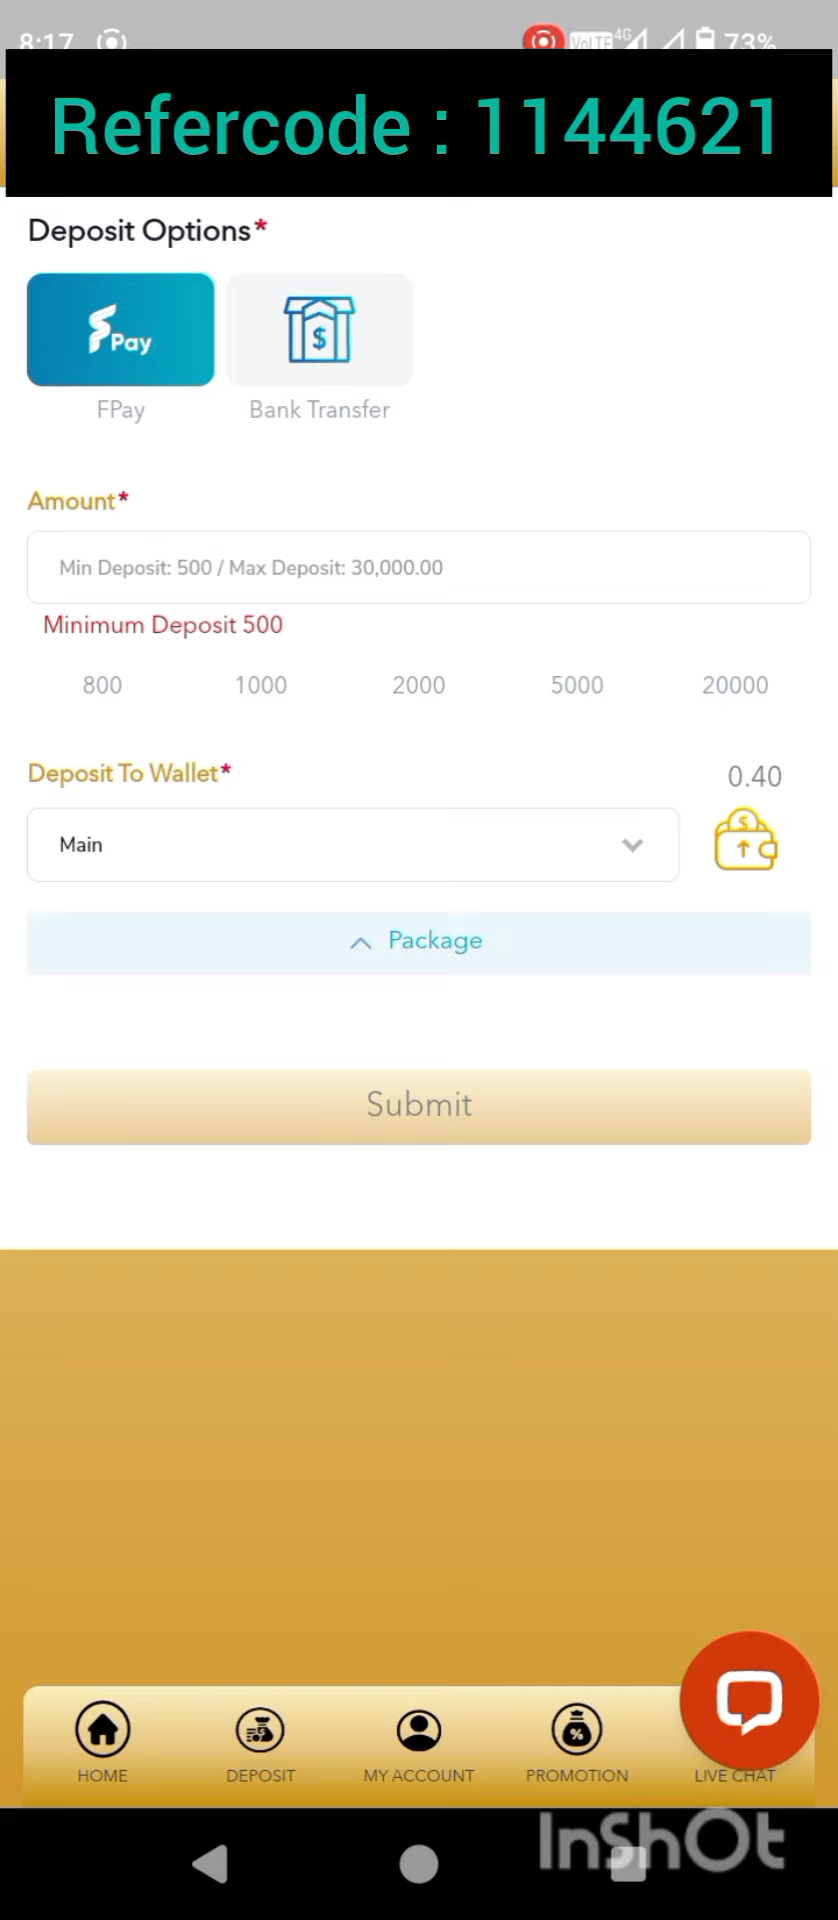 8:17 VoLTE 4G 73%
Refercode : 1144621
Deposit Options*
Pay
FPay Bank Transfer
Amount*
Min Deposit: 500 / Max Deposit: 30,000.00
Minimum Deposit 500
800 1000 2000 5000 20000
Deposit To Wallet* 0.40
Main
Package
Submit
HOME DEPOSIT MY ACCOUNT PROMOTION LIVE CHAT
InShOt